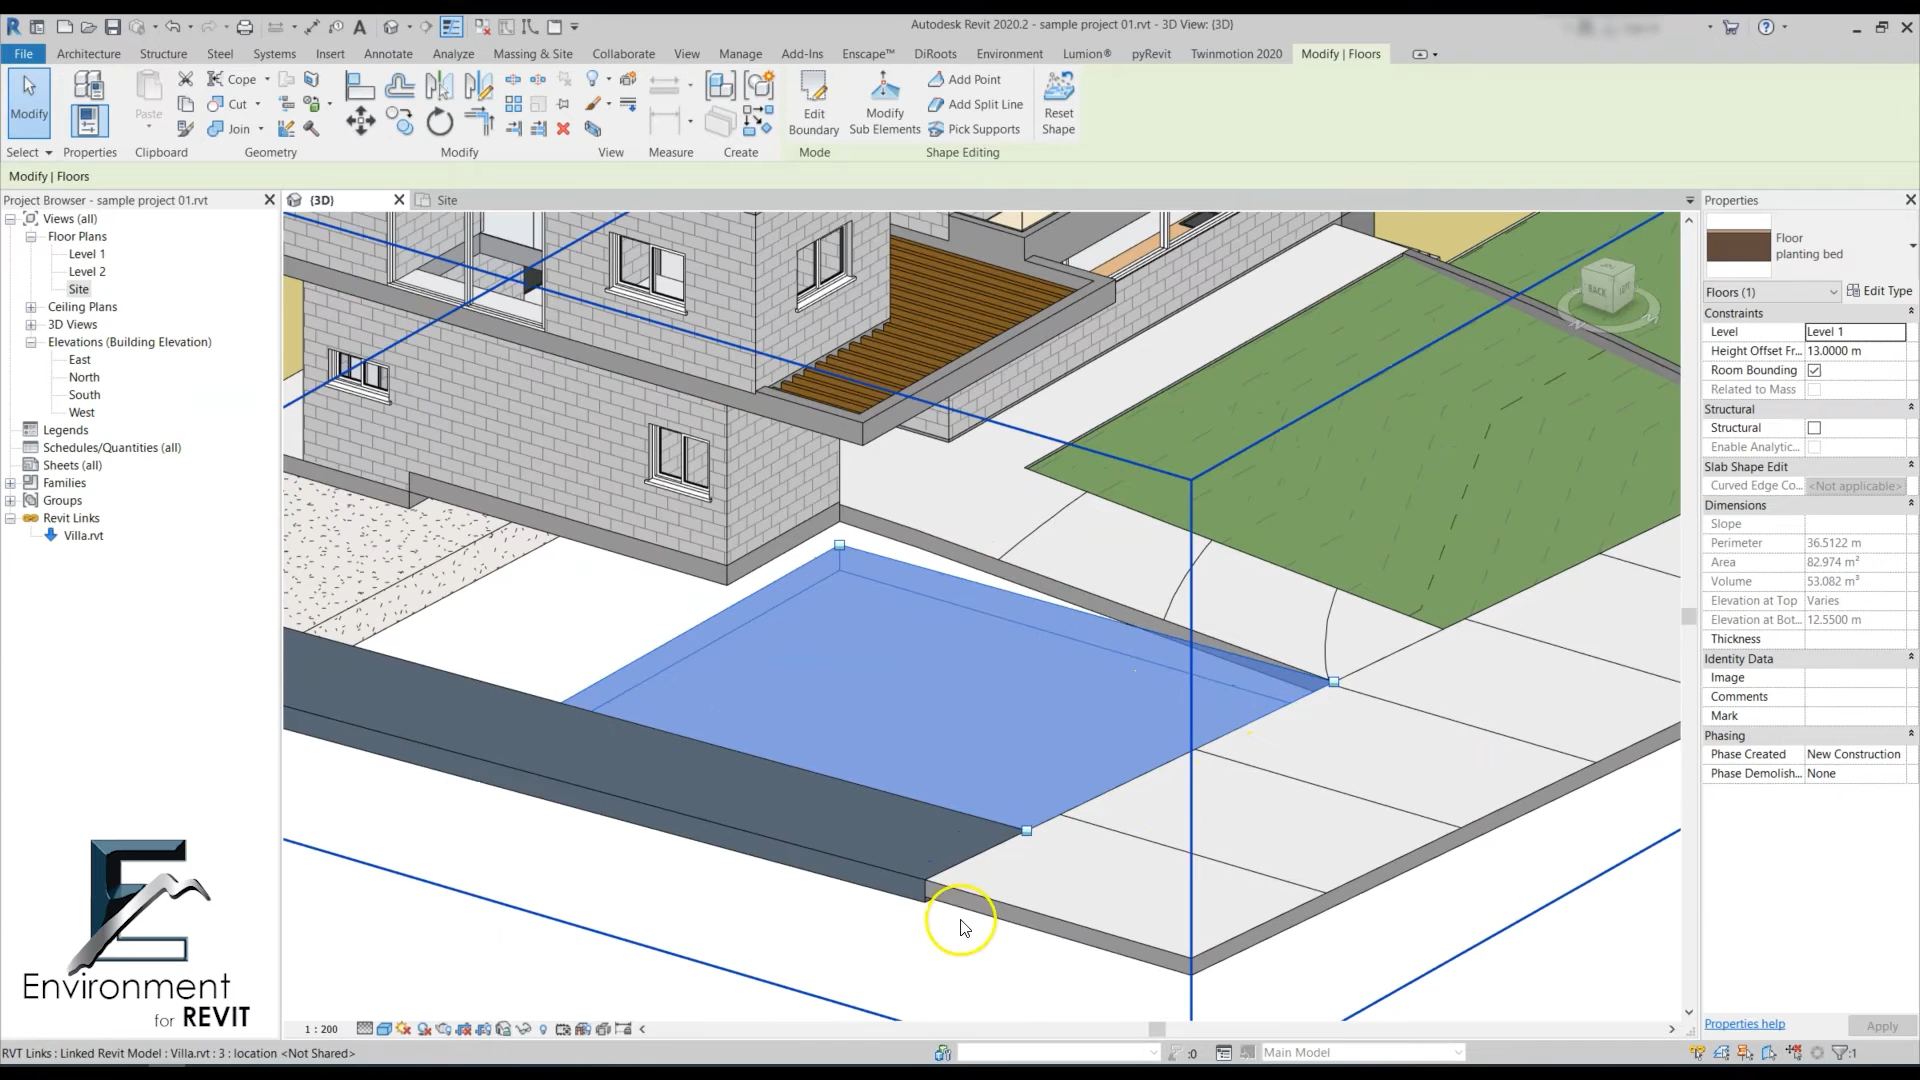 Autodesk Revit 2020.2 - sample project 01.rvt - 3D View: {3D}
File Architecture Structure Steel Systems Insert Annotate Analyze Massing & Site Collaborate View Manage Add-Ins Enscape™ DiRoots Environment Lumion® pyRevit Twinmotion 2020 Modify | Floors
Modify Paste Cope Cut Join Edit Boundary Modify Sub Elements Add Point Add Split Line Pick Supports Reset Shape
Select Properties Clipboard Geometry Modify View Measure Create Mode Shape Editing
Modify | Floors
Project Browser - sample project 01.rvt
{3D} Site
Views (all)
Floor Plans
Level 1
Level 2
Site
Ceiling Plans
3D Views
Elevations (Building Elevation)
East
North
South
West
Legends
Schedules/Quantities (all)
Sheets (all)
Families
Groups
Revit Links
Villa.rvt
Environment
for REVIT
BACK LEFT
Properties
Floor
planting bed
Floors (1) Edit Type
Constraints
Level Level 1
Height Offset Fr... 13.0000 m
Room Bounding
Related to Mass
Structural
Structural
Enable Analytic...
Slab Shape Edit
Curved Edge Co... <Not applicable>
Dimensions
Slope
Perimeter 36.5122 m
Area 82.974 m²
Volume 53.082 m³
Elevation at Top Varies
Elevation at Bot... 12.5500 m
Thickness
Identity Data
Image
Comments
Mark
Phasing
Phase Created New Construction
Phase Demolish... None
Properties help Apply
1 : 200
RVT Links : Linked Revit Model : Villa.rvt : 3 : location <Not Shared>
:0 Main Model :1